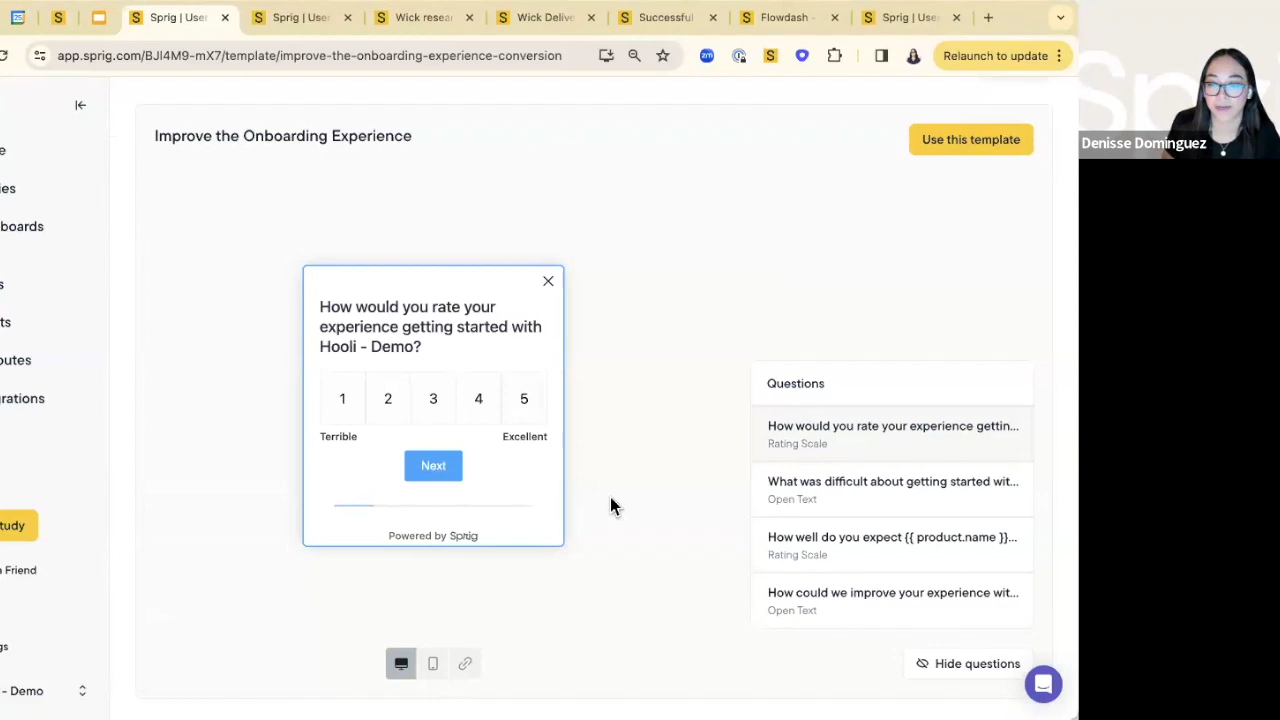 Sprig | User
Sprig | User
Wick resea
Wick Delive
Successful
Flowdash -
Sprig | User
app.sprig.com/BJI4M9-mX7/template/improve-the-onboarding-experience-conversion
zm
Relaunch to update
Sprig
Denisse Dominguez
e
ies
boards
s
ts
outes
grations
tudy
n Friend
gs
- Demo
Improve the Onboarding Experience
Use this template
How would you rate your
experience getting started with
Hooli - Demo?
1 2 3 4 5
Terrible Excellent
Next
Powered by Sprig
Questions
How would you rate your experience gettin...
Rating Scale
What was difficult about getting started wit...
Open Text
How well do you expect {{ product.name }}...
Rating Scale
How could we improve your experience wit...
Open Text
Hide questions